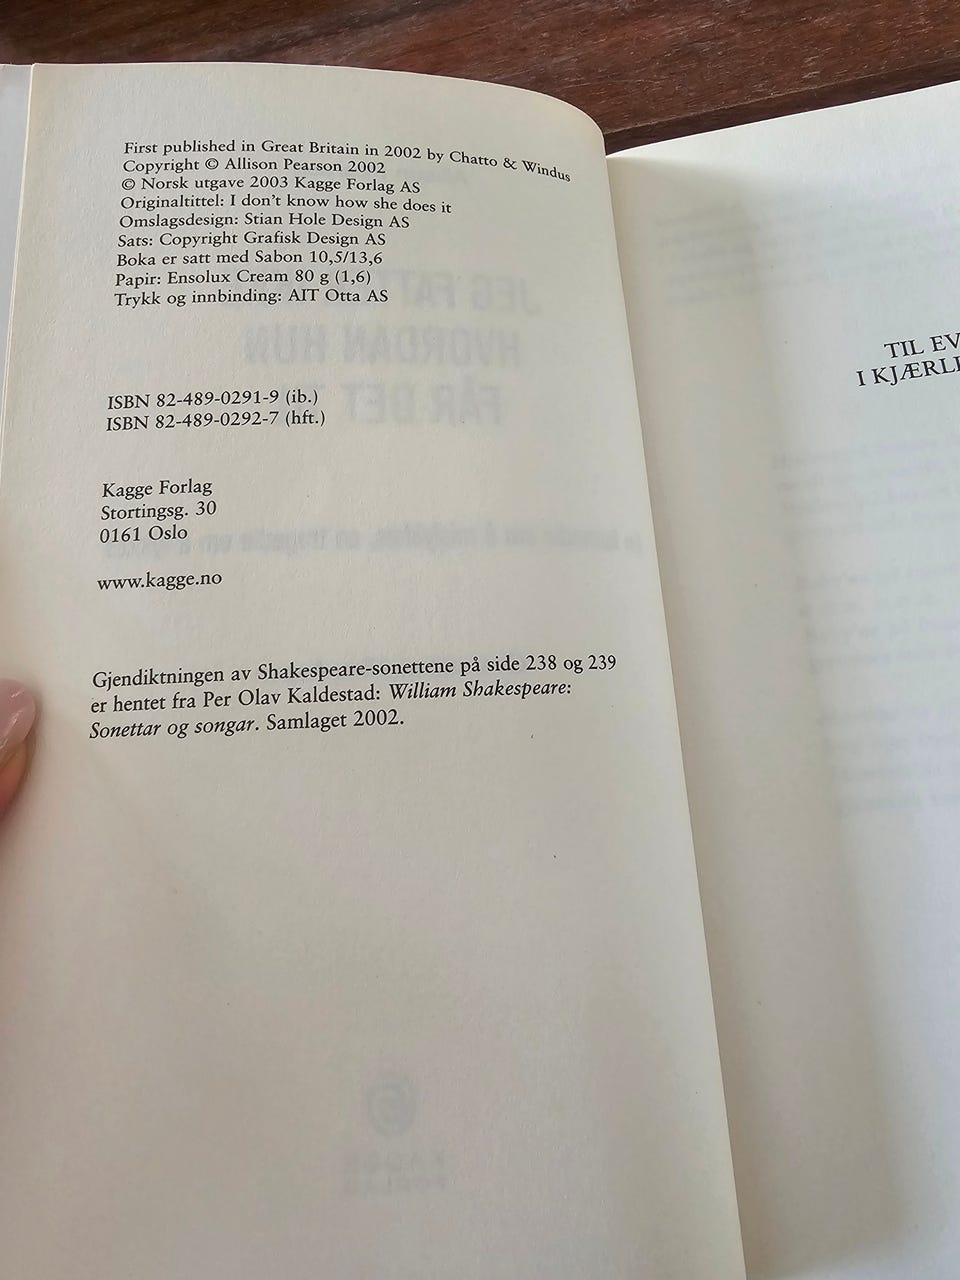 First published in Great Britain in 2002 by Chatto & Windus
Copyright © Allison Pearson 2002
© Norsk utgave 2003 Kagge Forlag AS
Originaltittel: I don't know how she does it
Omslagsdesign: Stian Hole Design AS
Sats: Copyright Grafisk Design AS
Boka er satt med Sabon 10,5/13,6
Papir: Ensolux Cream 80 g (1,6)
Trykk og innbinding: AIT Otta AS
ISBN 82-489-0291-9 (ib.)
ISBN 82-489-0292-7 (hft.)
Kagge Forlag
Stortingsg. 30
0161 Oslo
www.kagge.no
Gjendiktningen av Shakespeare-sonettene på side 238 og 239
er hentet fra Per Olav Kaldestad: William Shakespeare:
Sonettar og songar. Samlaget 2002.
TIL EV
I KJÆRLI